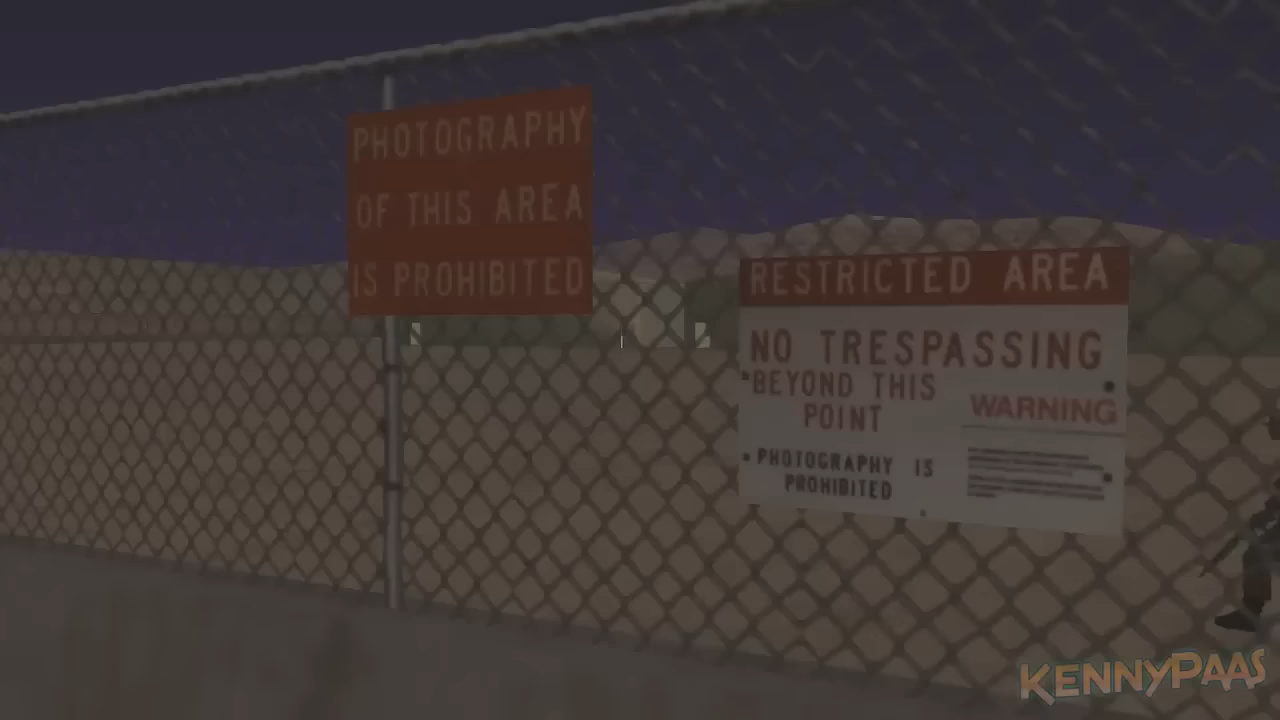 PHOTOGRAPHY
OF THIS AREA
IS PROHIBITED
RESTRICTED AREA
NO TRESPASSING
BEYOND THIS
POINT
WARNING
PHOTOGRAPHY IS
PROHIBITED
KENNYPAAS